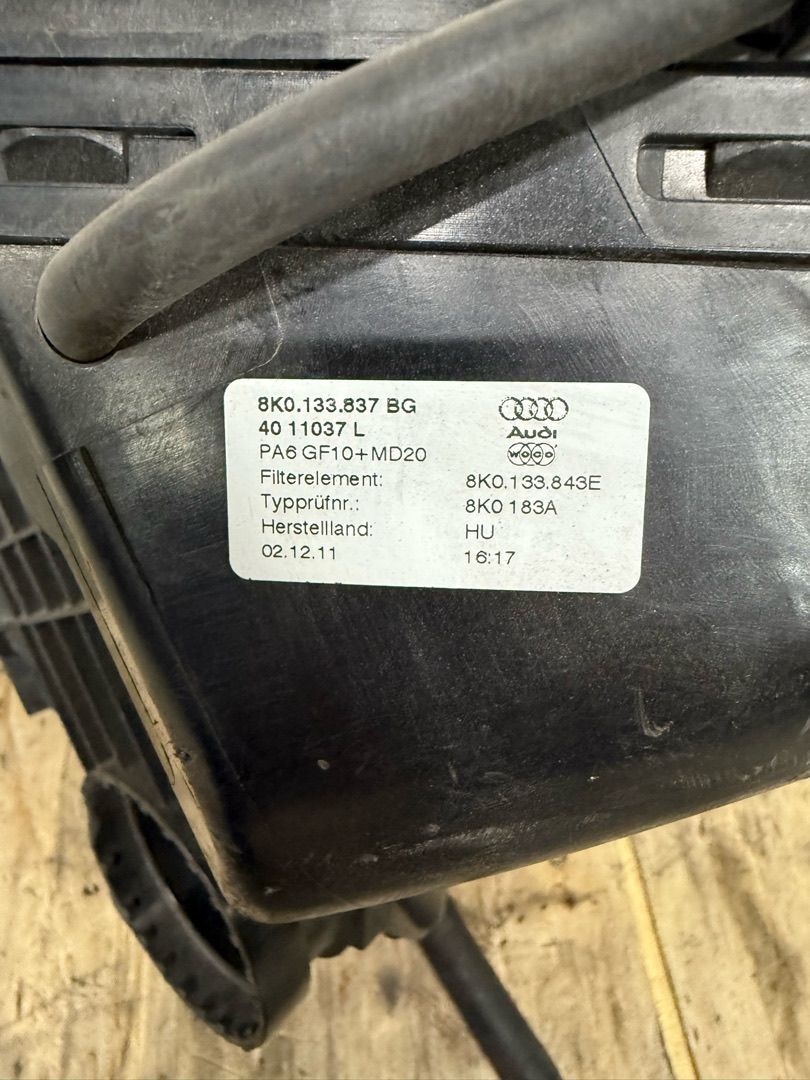 8K0.133.837 BG
40 11037 L
PA6 GF10+MD20
Audi
WOCO
Filterelement: 8K0.133.843E
Typprüfnr.: 8K0 183A
Herstellland: HU
02.12.11 16:17